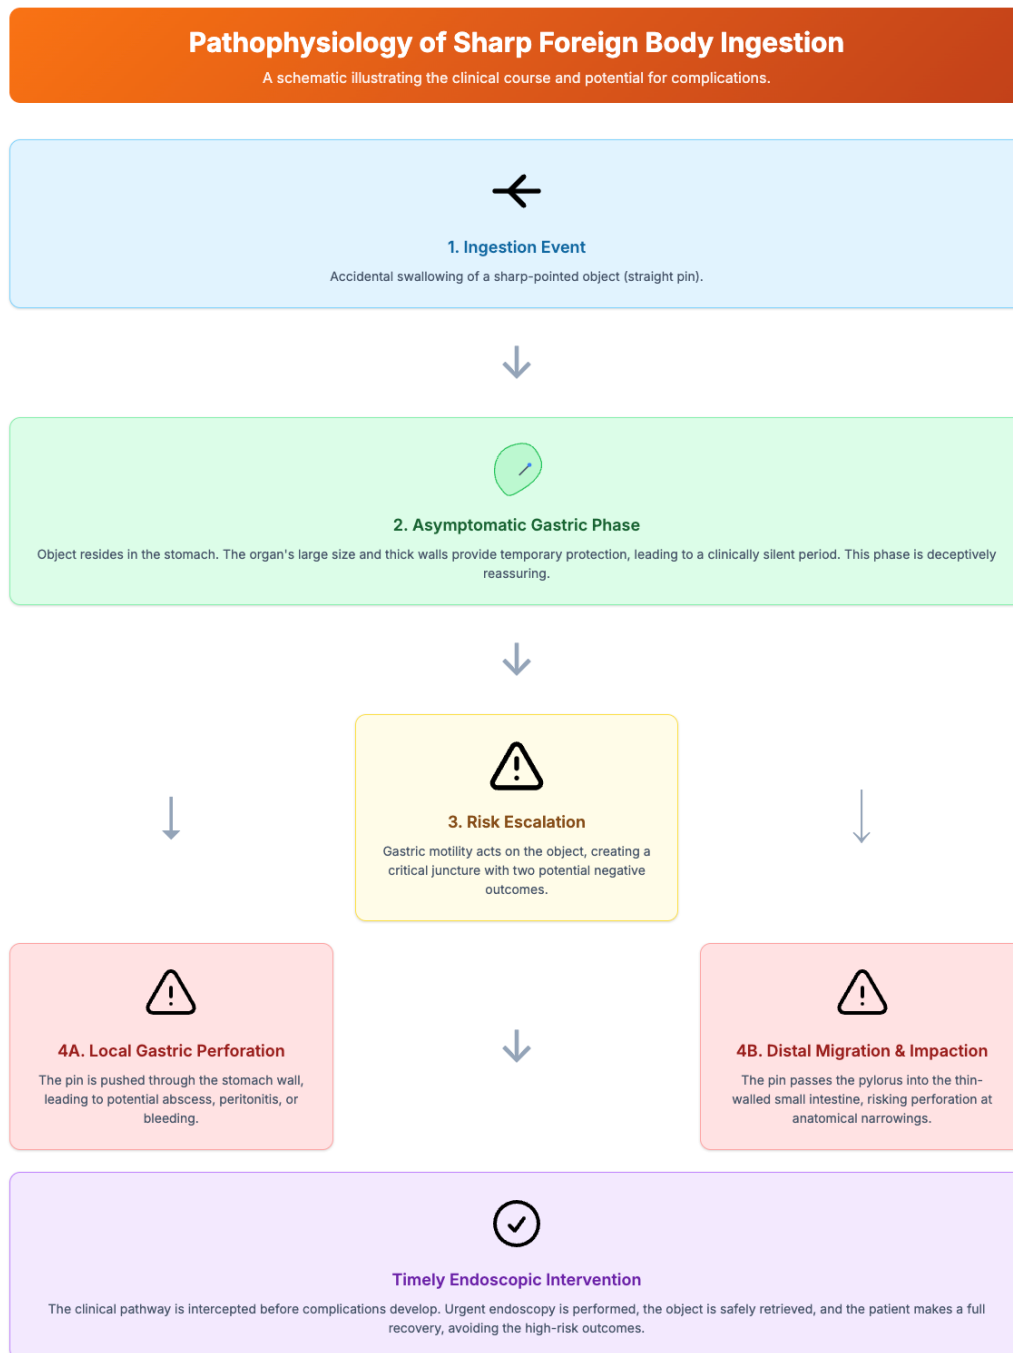 Pathophysiology of Sharp Foreign Body Ingestion
A schematic illustrating the clinical course and potential for complications.
1. Ingestion Event
Accidental swallowing of a sharp-pointed object (straight pin).
2. Asymptomatic Gastric Phase
Object resides in the stomach. The organ's large size and thick walls provide temporary protection, leading to a clinically silent period. This phase is deceptively
reassuring.
3. Risk Escalation
Gastric motility acts on the object, creating a
critical juncture with two potential negative
outcomes.
4A. Local Gastric Perforation
The pin is pushed through the stomach wall,
leading to potential abscess, peritonitis, or
bleeding.
4B. Distal Migration & Impaction
The pin passes the pylorus into the thin-
walled small intestine, risking perforation at
anatomical narrowings.
Timely Endoscopic Intervention
The clinical pathway is intercepted before complications develop. Urgent endoscopy is performed, the object is safely retrieved, and the patient makes a full
recovery, avoiding the high-risk outcomes.